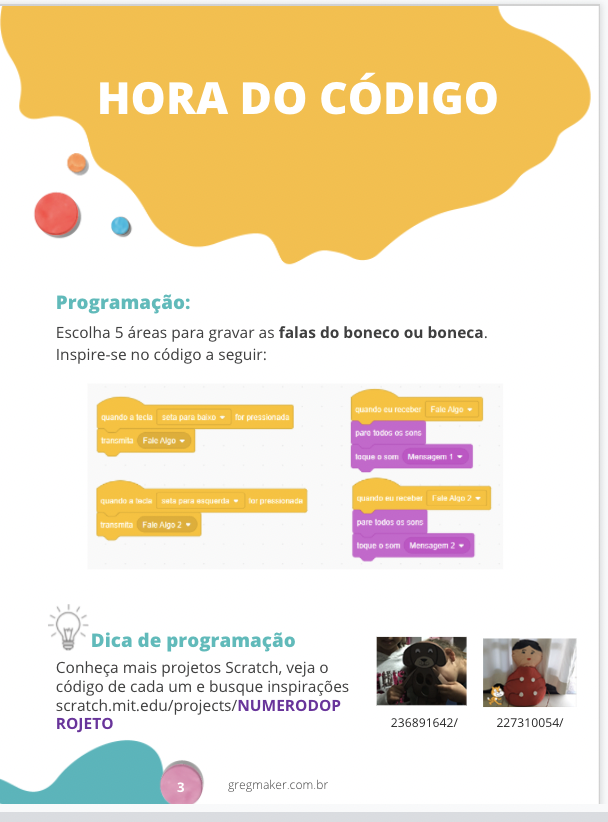 HORA DO CÓDIGO
Programação:
Escolha 5 áreas para gravar as falas do boneco ou boneca.
Inspire-se no código a seguir:
quando a tecla seta para baixo for pressionada
transmita Fale Algo
quando a tecla seta para esquerda for pressionada
transmita Fale Algo 2
quando eu receber Fale Algo
pare todos os sons
toque o som Mensagem 1
quando eu receber Fale Algo 2
pare todos os sons
toque o som Mensagem 2
Dica de programação
Conheça mais projetos Scratch, veja o
código de cada um e busque inspirações
scratch.mit.edu/projects/NUMERODOP
ROJETO
236891642/
227310054/
3
gregmaker.com.br